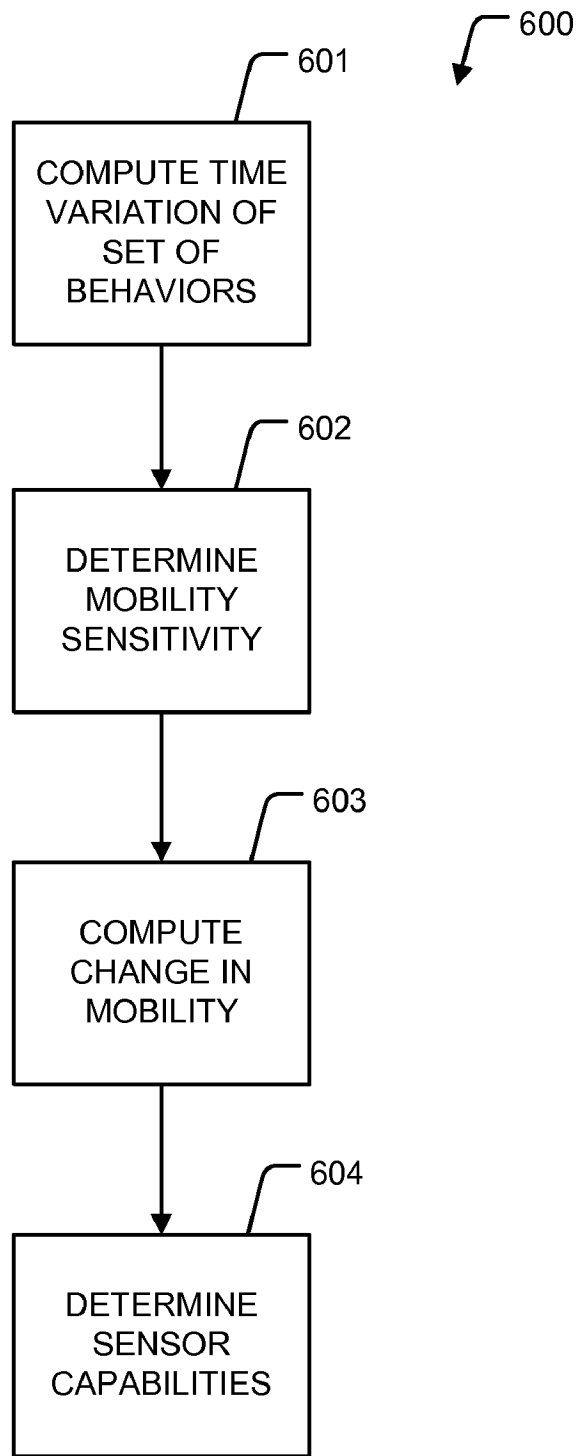 600
601
COMPUTE TIME
VARIATION OF
SET OF
BEHAVIORS
602
DETERMINE
MOBILITY
SENSITIVITY
603
COMPUTE
CHANGE IN
MOBILITY
604
DETERMINE
SENSOR
CAPABILITIES